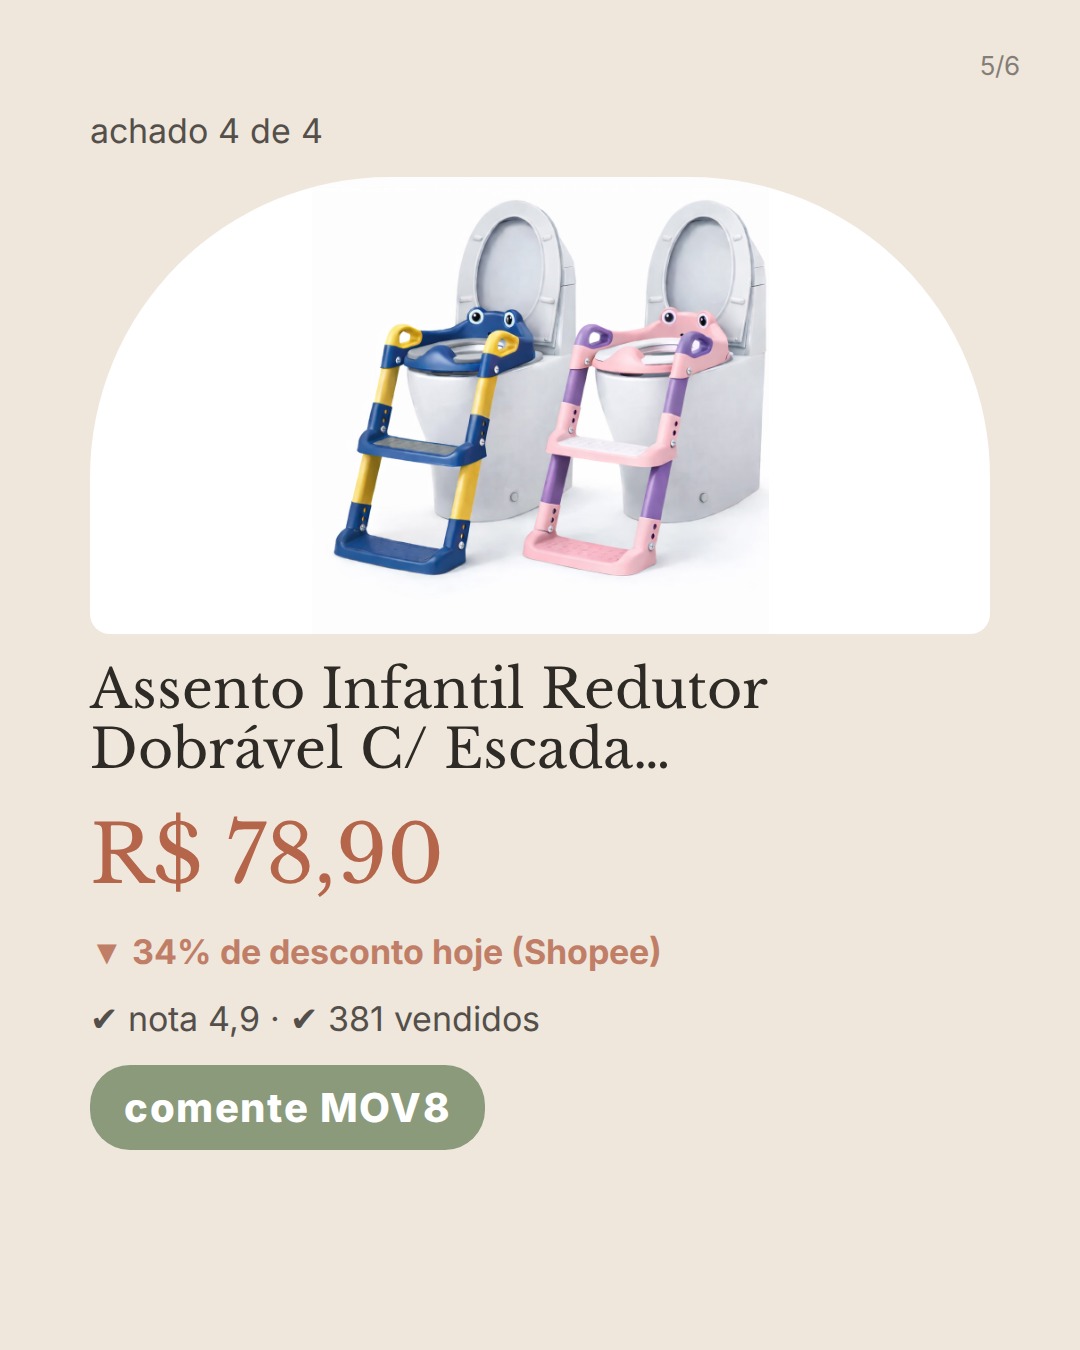 5/6
achado 4 de 4
Assento Infantil Redutor
Dobrável C/ Escada...
R$ 78,90
▼ 34% de desconto hoje (Shopee)
✔ nota 4,9 · ✔ 381 vendidos
comente MOV8